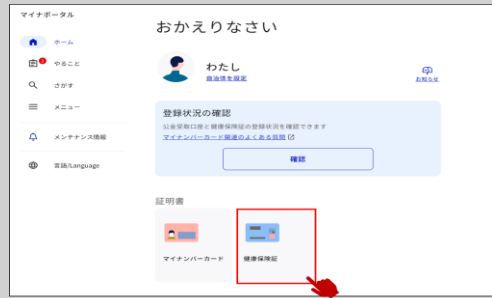 マイナポータル
ホーム
やること
さがす
メニュー
メンテナンス情報
言語/Language
おかえりなさい
わたし
自治体を設定
お知らせ
登録状況の確認
公金受取口座と健康保険証の登録状況を確認できます
マイナンバーカード関連のよくある質問
確認
証明書
マイナンバーカード
健康保険証